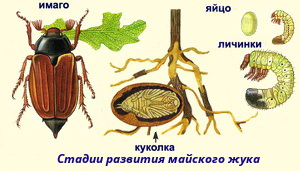 имаго
яйцо
личинки
куколка
Стадии развития майского жука